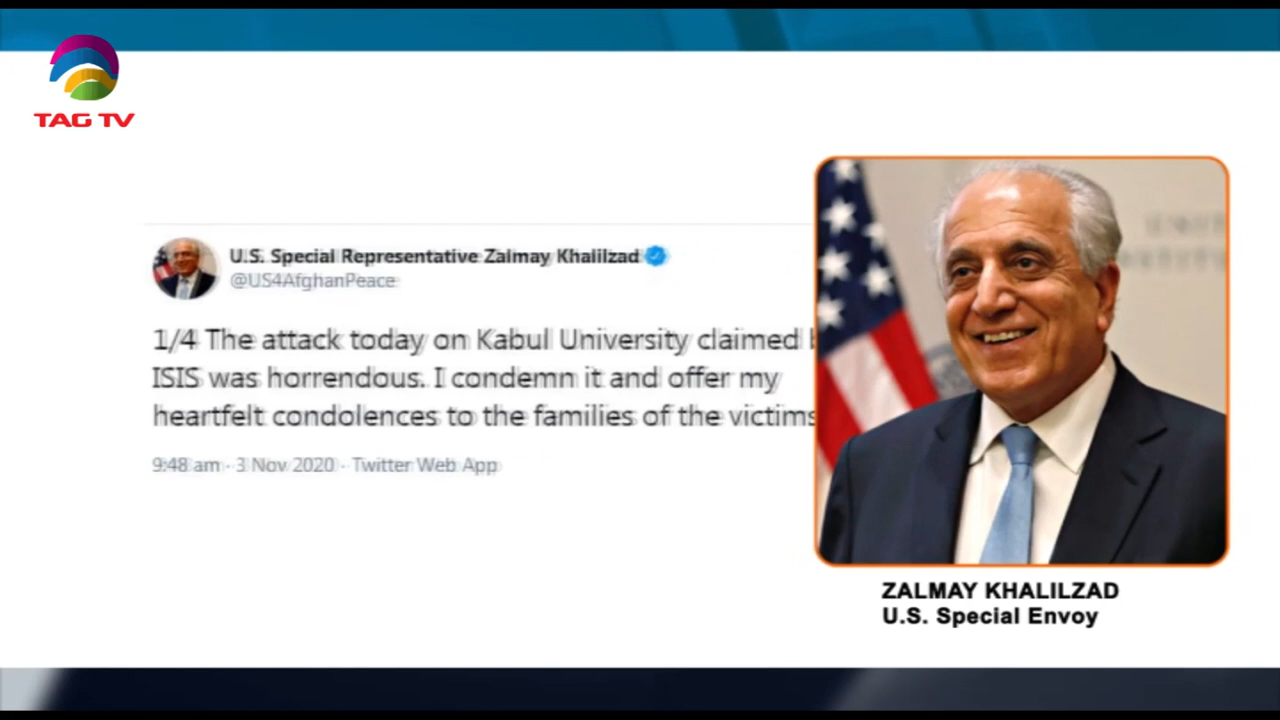 TAG TV
U.S. Special Representative Zalmay Khalilzad
@US4AfghanPeace
1/4 The attack today on Kabul University claimed
ISIS was horrendous. I condemn it and offer my
heartfelt condolences to the families of the victims
9:48 am · 3 Nov 2020 · Twitter Web App
ZALMAY KHALILZAD
U.S. Special Envoy